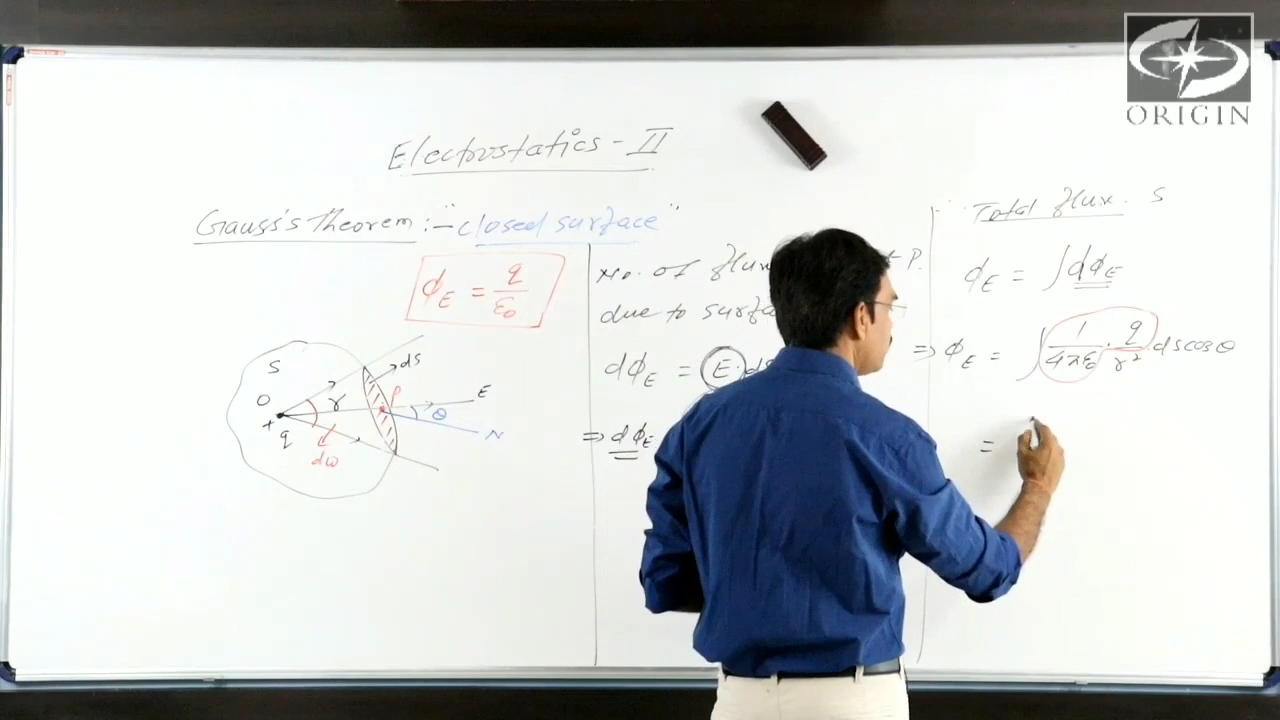 ORIGIN
Electrostatics - II
Gauss's Theorem :- "closed surface"
ϕE = q/ε0
S
O
+
q
r
dω
dS
P
E
θ
N
No. of flux P.
due to surfa
dϕE = E.ds
⇒ dϕE
∴ Total flux. S
ϕE = ∫dϕE
⇒ ϕE = ∫ 1/4πε0 . q/r² ds cosθ
=